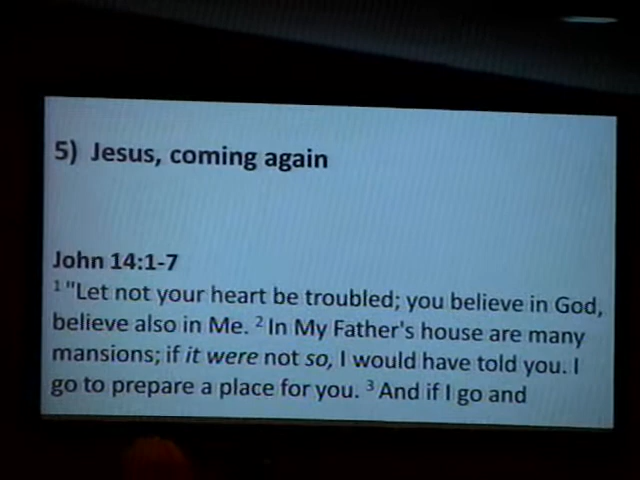 5) Jesus, coming again
John 14:1-7
1 "Let not your heart be troubled; you believe in God,
believe also in Me. 2 In My Father's house are many
mansions; if it were not so, I would have told you. I
go to prepare a place for you. 3 And if I go and